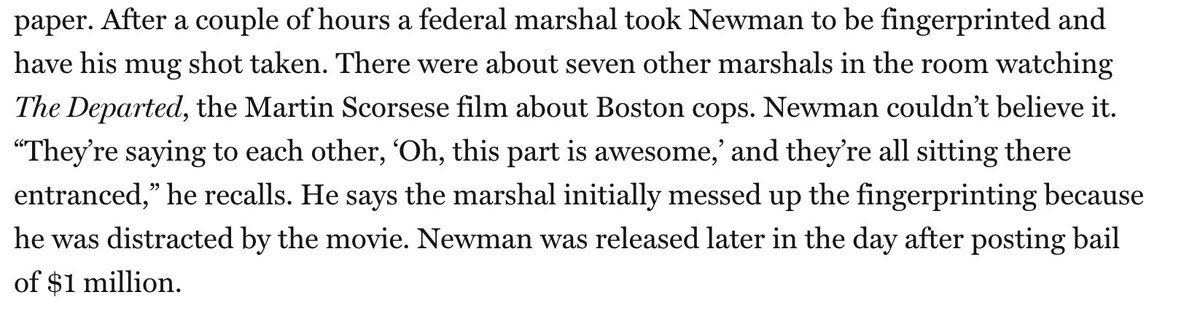 paper. After a couple of hours a federal marshal took Newman to be fingerprinted and
have his mug shot taken. There were about seven other marshals in the room watching
The Departed, the Martin Scorsese film about Boston cops. Newman couldn’t believe it.
“They’re saying to each other, ‘Oh, this part is awesome,’ and they’re all sitting there
entranced,” he recalls. He says the marshal initially messed up the fingerprinting because
he was distracted by the movie. Newman was released later in the day after posting bail
of $1 million.